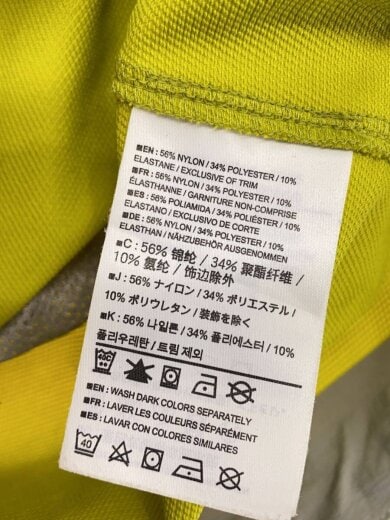 ■EN : 56% NYLON / 34% POLYESTER / 10%
ELASTANE / EXCLUSIVE OF TRIM
■FR : 56% NYLON / 34% POLYESTER / 10%
ÉLASTHANNE / GARNITURE NON-COMPRISE
■ES : 56% POLIAMIDA / 34% POLIÉSTER / 10%
ELASTANO / EXCLUSIVO DE CORTE
■DE : 56% NYLON / 34% POLYESTER / 10%
ELASTHAN / NÄHZUBEHÖR AUSGENOMMEN
■C : 56% 锦纶 / 34% 聚酯纤维 /
10% 氨纶 / 饰边除外
■J : 56% ナイロン / 34% ポリエステル /
10% ポリウレタン / 装飾を除く
■K : 56% 나일론 / 34% 폴리에스터 / 10%
폴리우레탄 / 트림 제외
■EN : WASH DARK COLORS SEPARATELY
■FR : LAVER LES COULEURS SÉPARÉMENT
■ES : LAVAR CON COLORES SIMILARES
40